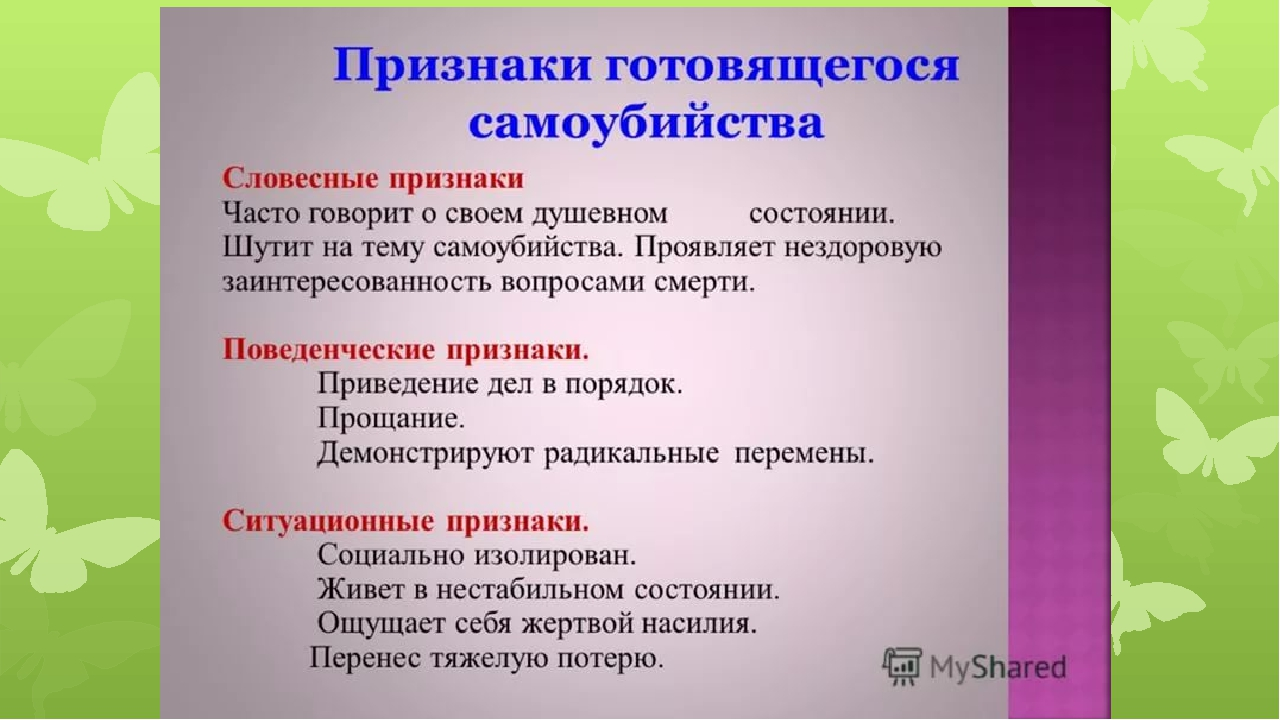 Признаки готовящегося
самоубийства
Словесные признаки
Часто говорит о своем душевном состоянии.
Шутит на тему самоубийства. Проявляет нездоровую
заинтересованность вопросами смерти.
Поведенческие признаки.
Приведение дел в порядок.
Прощание.
Демонстрируют радикальные перемены.
Ситуационные признаки.
Социально изолирован.
Живет в нестабильном состоянии.
Ощущает себя жертвой насилия.
Перенес тяжелую потерю.
MyShared